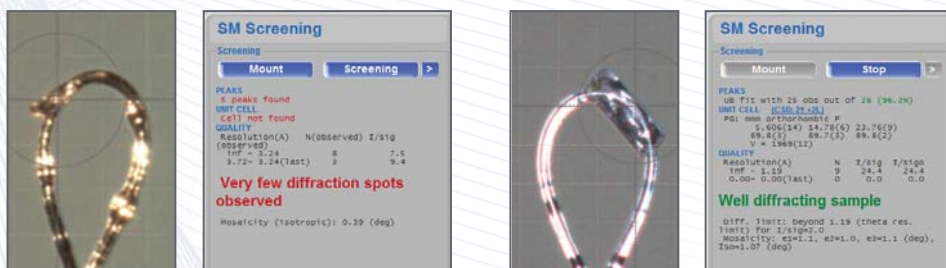 SM Screening
Screening
Mount Screening >
PEAKS
5 peaks found
UNIT CELL
Cell not found
QUALITY
Resolution(A) N(observed) I/sig
(observed)
inf - 3.24 8 7.5
3.72- 3.24(last) 3 9.4
Very few diffraction spots
observed
Mosaicity (isotropic): 0.39 (deg)
SM Screening
Screening
Mount Stop >
PEAKS
UB fit with 25 obs out of 26 (96.2%)
UNIT CELL (CSD:21 +2L)
PG: mmm orthorhombic P
5.606(14) 14.78(6) 23.76(9)
89.8(3) 89.7(3) 89.8(2)
V = 1969(12)
QUALITY
Resolution(A) N I/sig I/sigo
inf - 1.19 9 24.4 24.4
0.00- 0.00(last) 0 0.0 0.0
Well diffracting sample
Diff. limit: beyond 1.19 (theta res.
limit) for I/sig=2.0
Mosaicity: e1=1.1, e2=1.0, e3=1.1 (deg),
Iso=1.07 (deg)